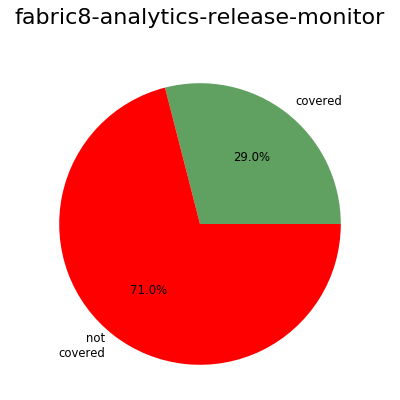 fabric8-analytics-release-monitor
covered
29.0%
71.0%
not
covered